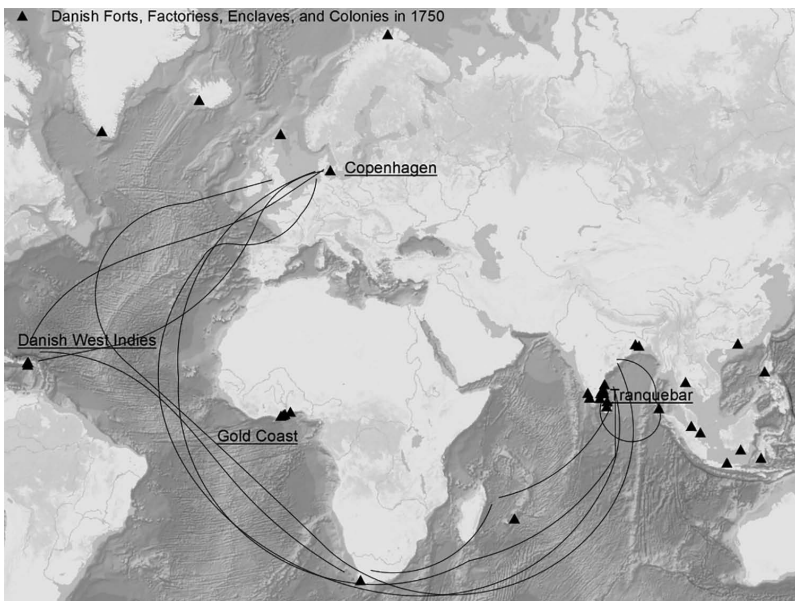 Danish Forts, Factoriess, Enclaves, and Colonies in 1750
Copenhagen
Danish West Indies
Tranquebar
Gold Coast